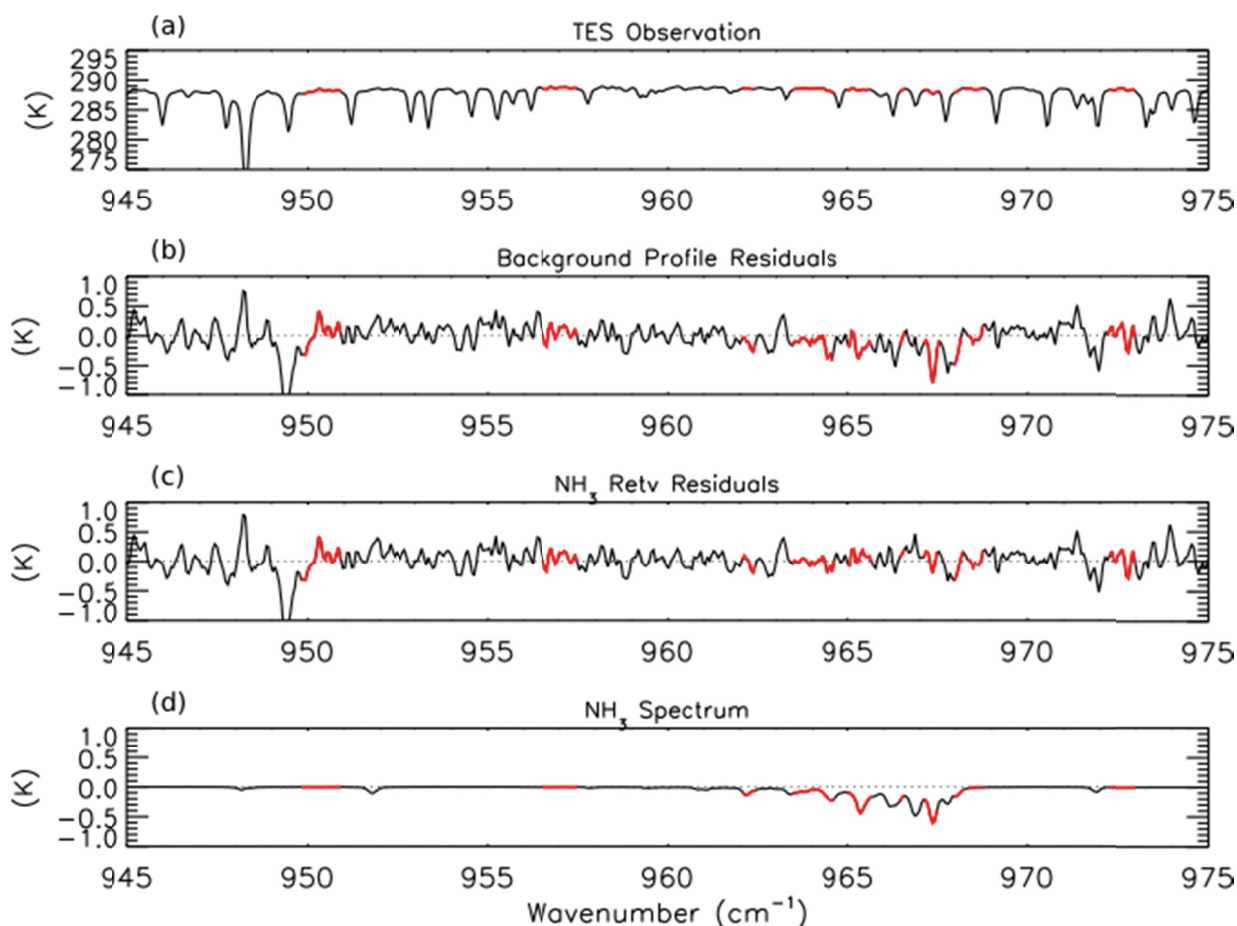 (a)
TES Observation
295
290
285
280
275
(K)
945 950 955 960 965 970 975
(b)
Background Profile Residuals
1.0
0.5
0.0
−0.5
−1.0
(K)
945 950 955 960 965 970 975
(c)
NH3 Retv Residuals
1.0
0.5
0.0
−0.5
−1.0
(K)
945 950 955 960 965 970 975
(d)
NH3 Spectrum
1.0
0.5
0.0
−0.5
−1.0
(K)
945 950 955 960 965 970 975
Wavenumber (cm⁻¹)